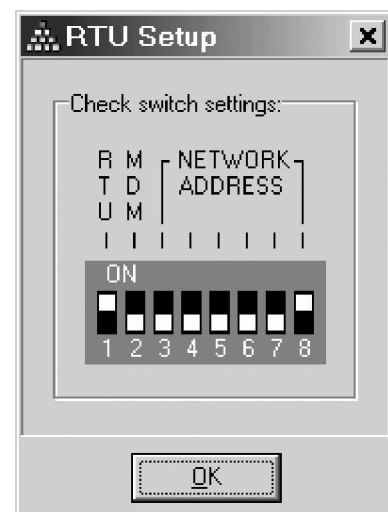 RTU Setup
Check switch settings:
R M NETWORK
T D ADDRESS
U M
ON
1 2 3 4 5 6 7 8
OK